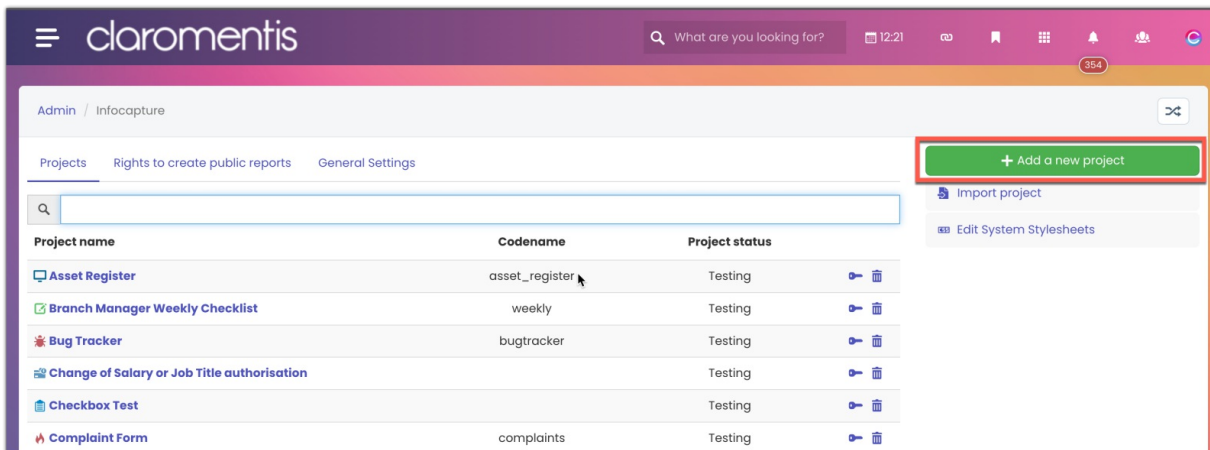 claromentis
What are you looking for?
12:21
354
Admin / Infocapture
Projects Rights to create public reports General Settings
+ Add a new project
Import project
Edit System Stylesheets
Project name Codename Project status
Asset Register asset_register Testing
Branch Manager Weekly Checklist weekly Testing
Bug Tracker bugtracker Testing
Change of Salary or Job Title authorisation Testing
Checkbox Test Testing
Complaint Form complaints Testing